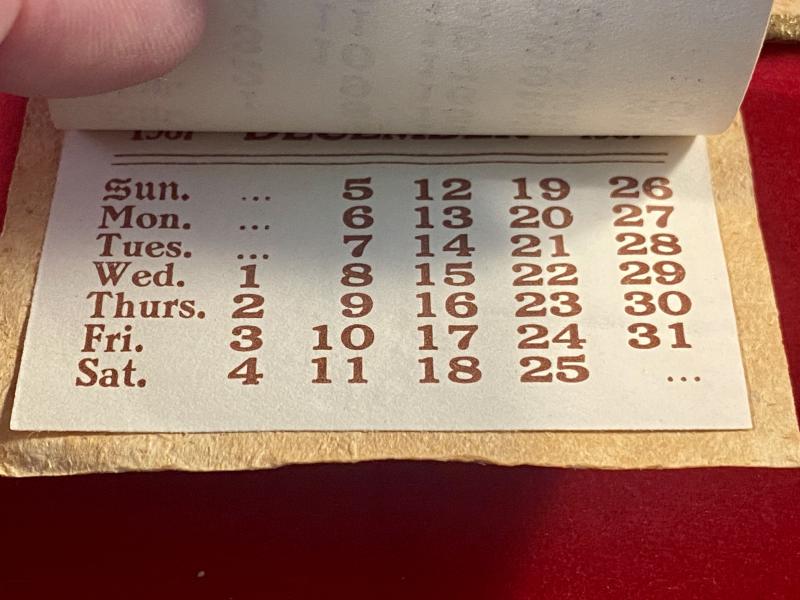 DECEMBER
Sun. ... 5 12 19 26
Mon. ... 6 13 20 27
Tues. ... 7 14 21 28
Wed. 1 8 15 22 29
Thurs. 2 9 16 23 30
Fri. 3 10 17 24 31
Sat. 4 11 18 25 ...